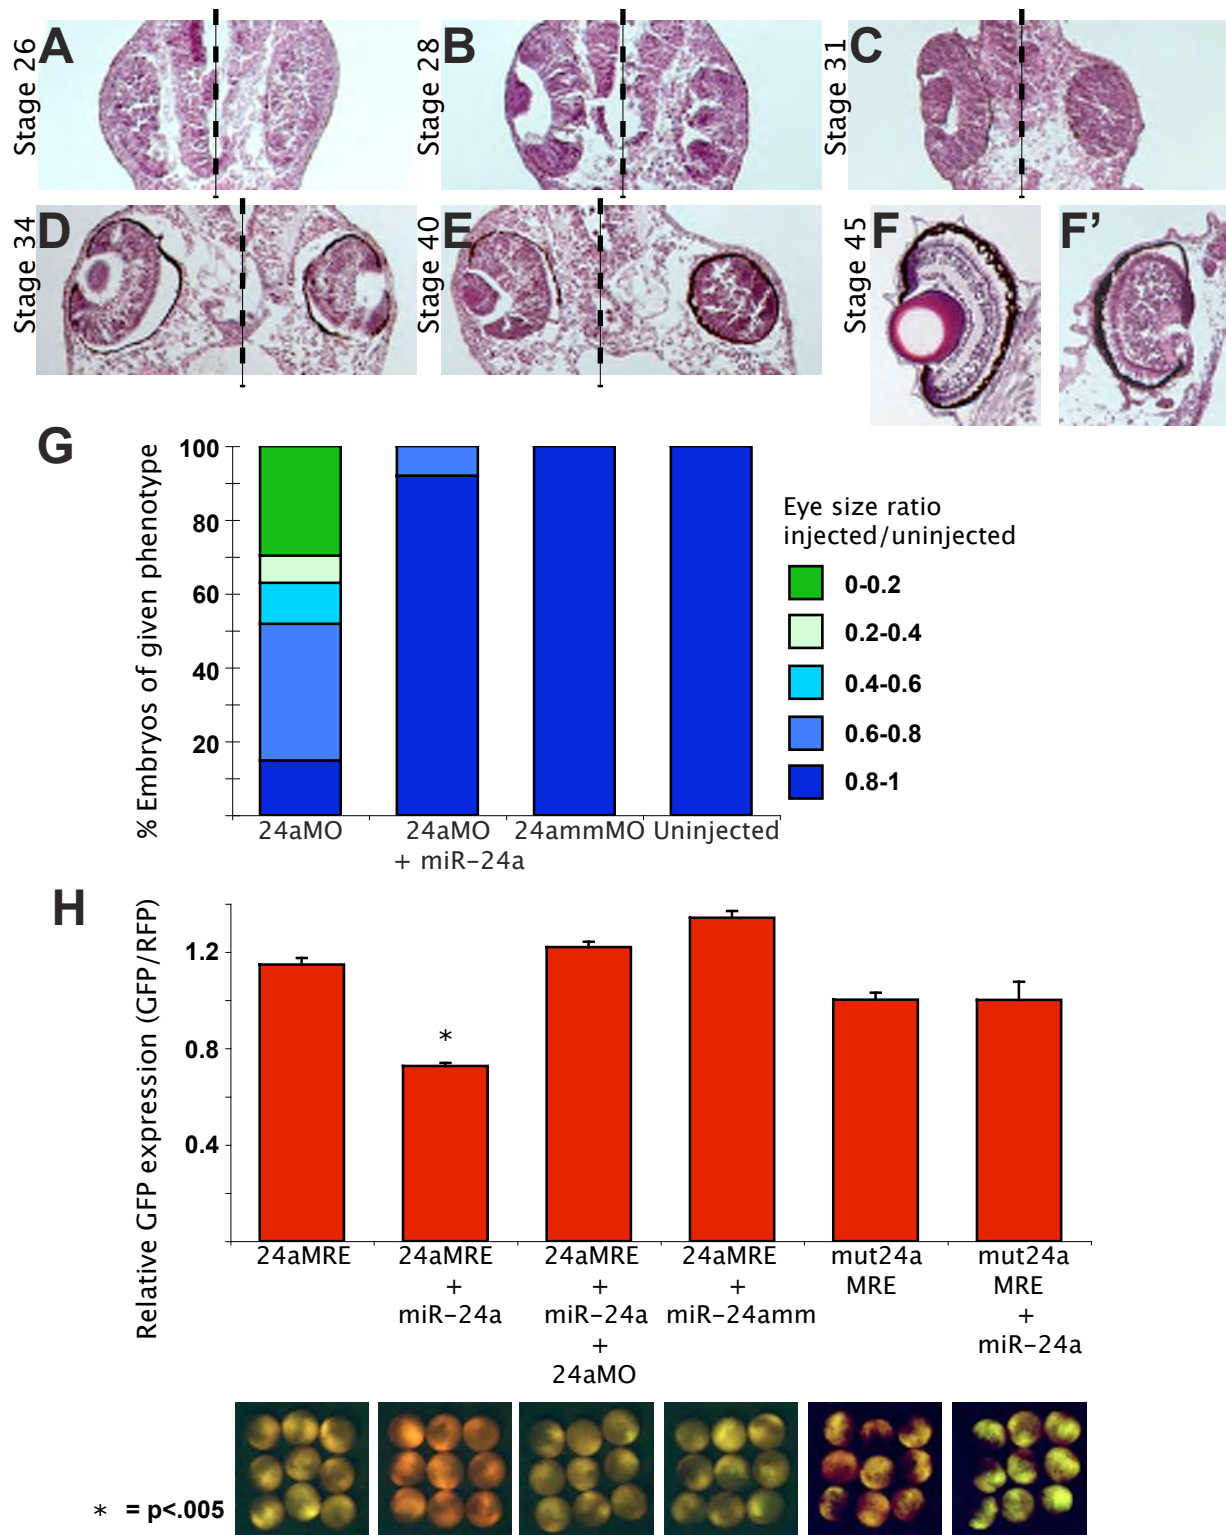 A
B
C
Stage 26
Stage 28
Stage 31
D
E
F
F'
Stage 34
Stage 40
Stage 45
G
% Embryos of given phenotype
100
80
60
40
20
24aMO
24aMO
+ miR-24a
24ammMO
Uninjected
Eye size ratio
injected/uninjected
0-0.2
0.2-0.4
0.4-0.6
0.6-0.8
0.8-1
H
Relative GFP expression (GFP/RFP)
1.2
0.8
0.4
*
24aMRE
24aMRE
+
miR-24a
24aMRE
+
miR-24a
+
24aMO
24aMRE
+
miR-24amm
mut24a
MRE
mut24a
MRE
+
miR-24a
* = p<.005